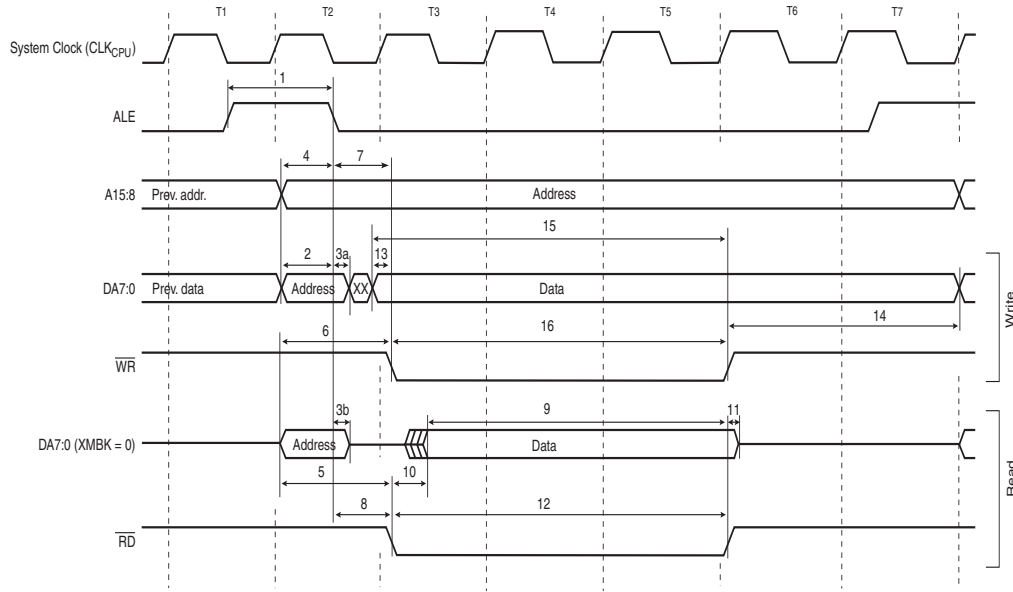 T1 T2 T3 T4 T5 T6 T7
System Clock (CLKCPU)
1
ALE
4 7
A15:8 Prev. addr. Address
15
2 3a 13
DA7:0 Prev. data Address XX Data
6 16 14
WR
Write
3b 9 11
DA7:0 (XMBK = 0) Address Data
5 10
8 12
RD
Read